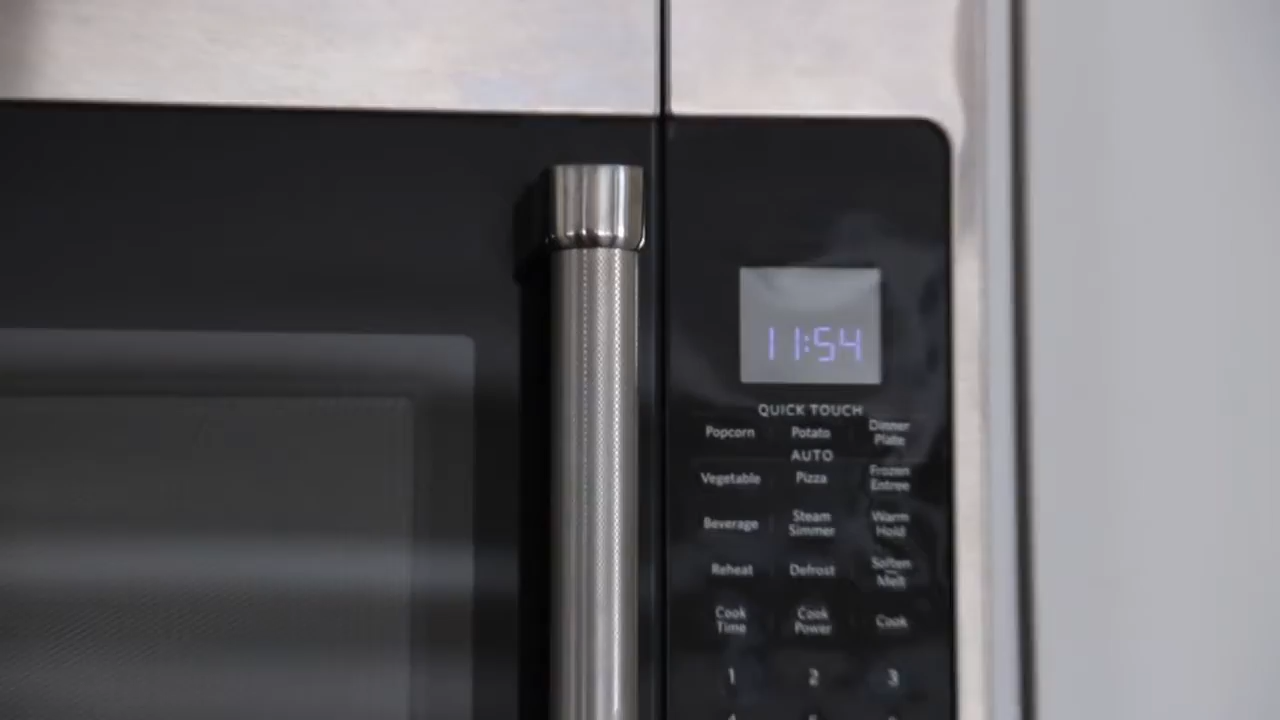 11:54
QUICK TOUCH
Popcorn Potato Dinner Plate
AUTO
Vegetable Pizza Frozen Entree
Beverage Steam Simmer Warm Hold
Reheat Defrost Soften Melt
Cook Time Cook Power Cook
1 2 3